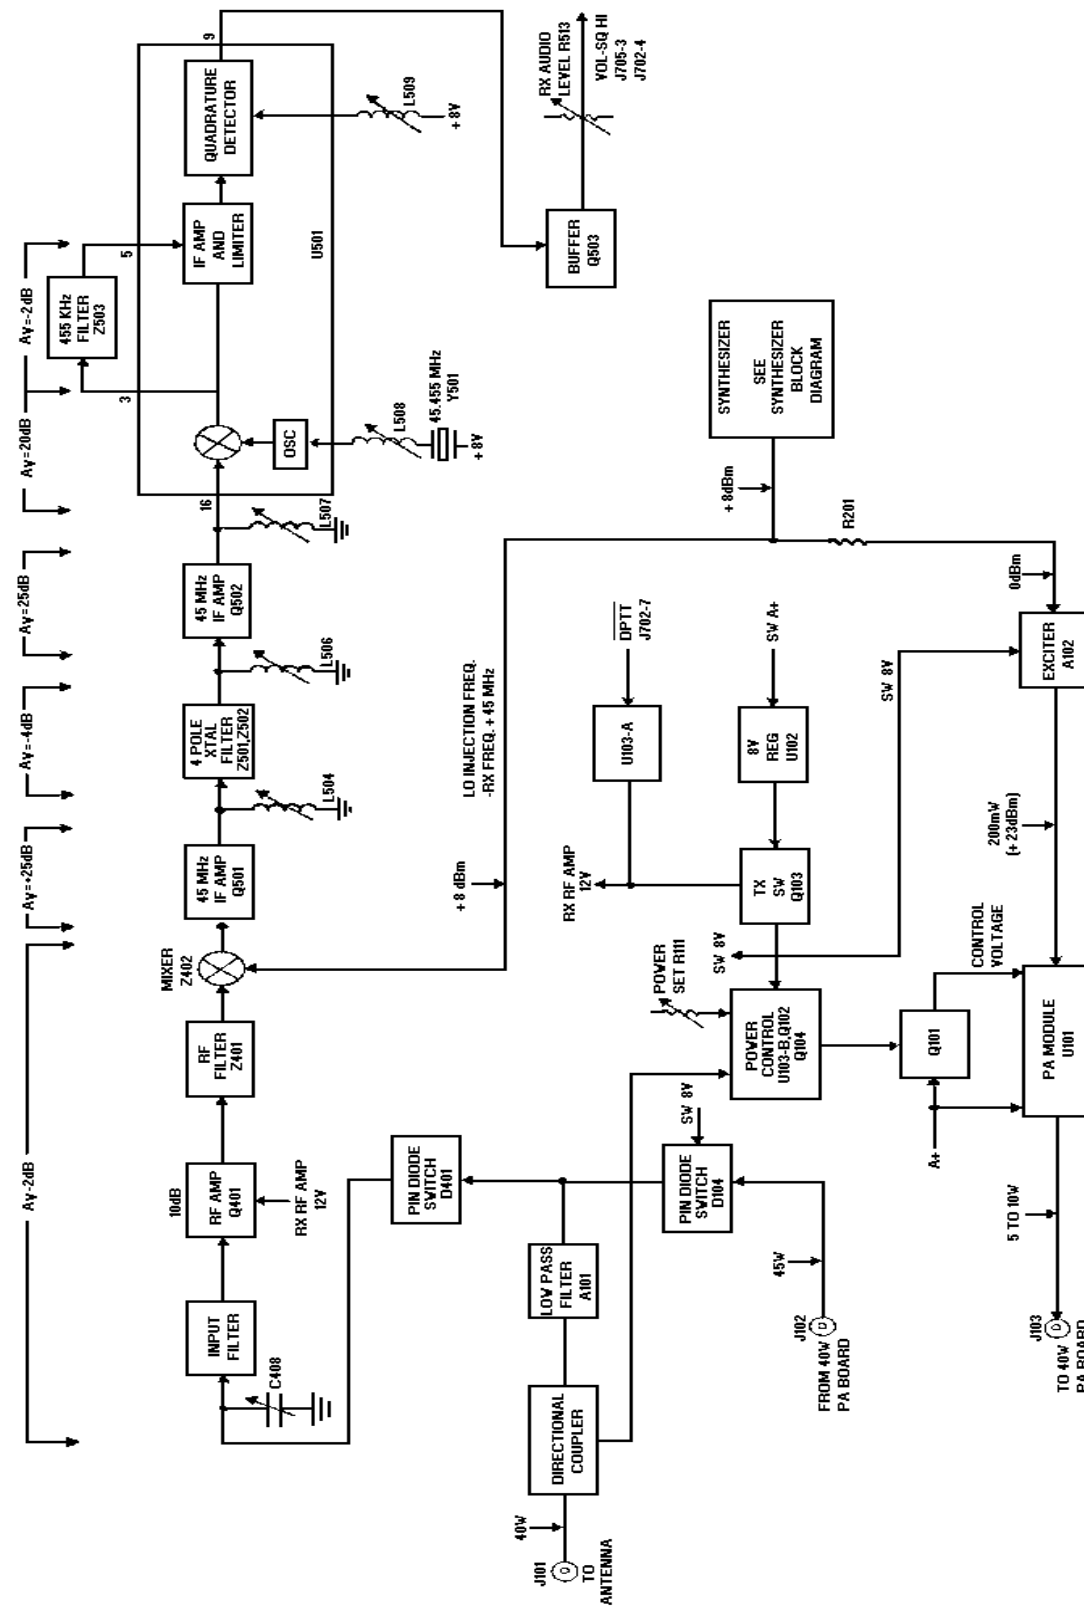 Av-2dB
Av=+25dB
Av=-4dB
Av=25dB
Av=20dB
Av=-2dB
INPUT
FILTER
C408
10dB
RF AMP
Q401
RX RF AMP
12V
RF
FILTER
Z401
MIXER
Z402
45 MHz
IF AMP
Q501
L504
4 POLE
XTAL
FILTER
Z501,Z502
L506
45 MHz
IF AMP
Q502
L507
16
3
5
9
455 KHz
FILTER
Z503
OSC
IF AMP
AND
LIMITER
QUADRATURE
DETECTOR
U501
L508
45.455 MHz
Y501
+ 8V
L509
+ 8V
BUFFER
Q503
RX AUDIO
LEVEL R513
VOL-SQ HI
J705-3
J702-4
PIN DIODE
SWITCH
D401
+ 8 dBm
LO INJECTION FREQ.
-RX FREQ. + 45 MHz
+ 8dBm
SYNTHESIZER
SEE
SYNTHESIZER
BLOCK
DIAGRAM
R201
0dBm
J101
TO
ANTENNA
40W
DIRECTIONAL
COUPLER
LOW PASS
FILTER
A101
PIN DIODE
SWITCH
D104
SW 8V
45W
J102
FROM 40W
PA BOARD
POWER
SET R111
POWER
CONTROL
U103-B,Q102
Q104
SW 8V
RX RF AMP
12V
TX
SW
Q103
U103-A
DPTT
J702-7
8V
REG
U102
SW A+
SW 8V
EXCITER
A102
200mW
(+ 23dBm)
CONTROL
VOLTAGE
Q101
A+
PA MODULE
U101
5 TO 10W
J103
TO 40W
PA BOARD